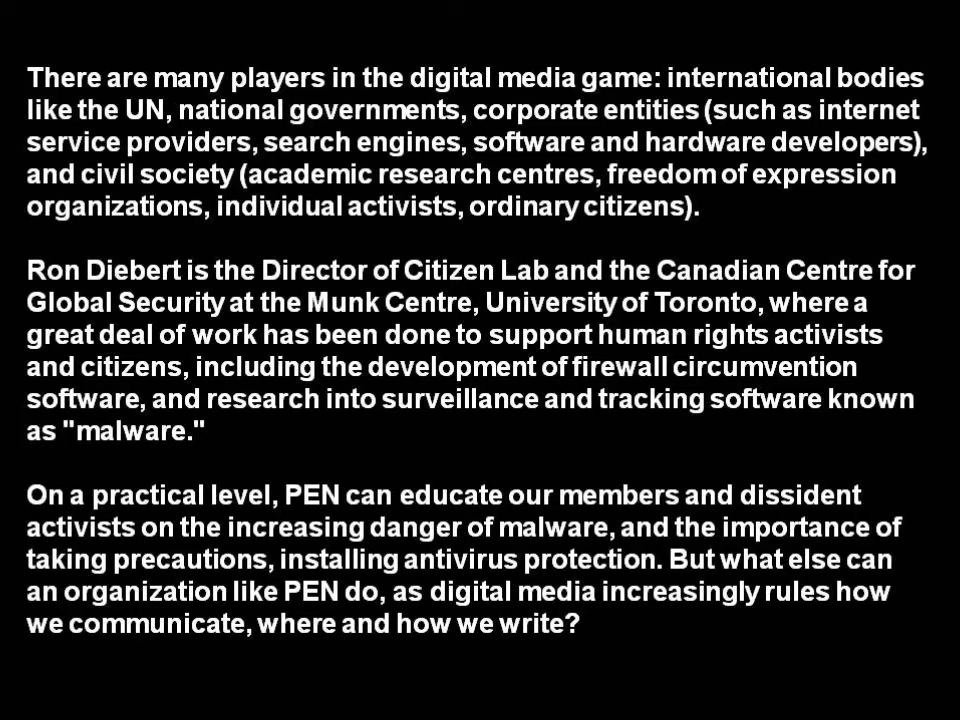 There are many players in the digital media game: international bodies
like the UN, national governments, corporate entities (such as internet
service providers, search engines, software and hardware developers),
and civil society (academic research centres, freedom of expression
organizations, individual activists, ordinary citizens).
Ron Diebert is the Director of Citizen Lab and the Canadian Centre for
Global Security at the Munk Centre, University of Toronto, where a
great deal of work has been done to support human rights activists
and citizens, including the development of firewall circumvention
software, and research into surveillance and tracking software known
as "malware."
On a practical level, PEN can educate our members and dissident
activists on the increasing danger of malware, and the importance of
taking precautions, installing antivirus protection. But what else can
an organization like PEN do, as digital media increasingly rules how
we communicate, where and how we write?